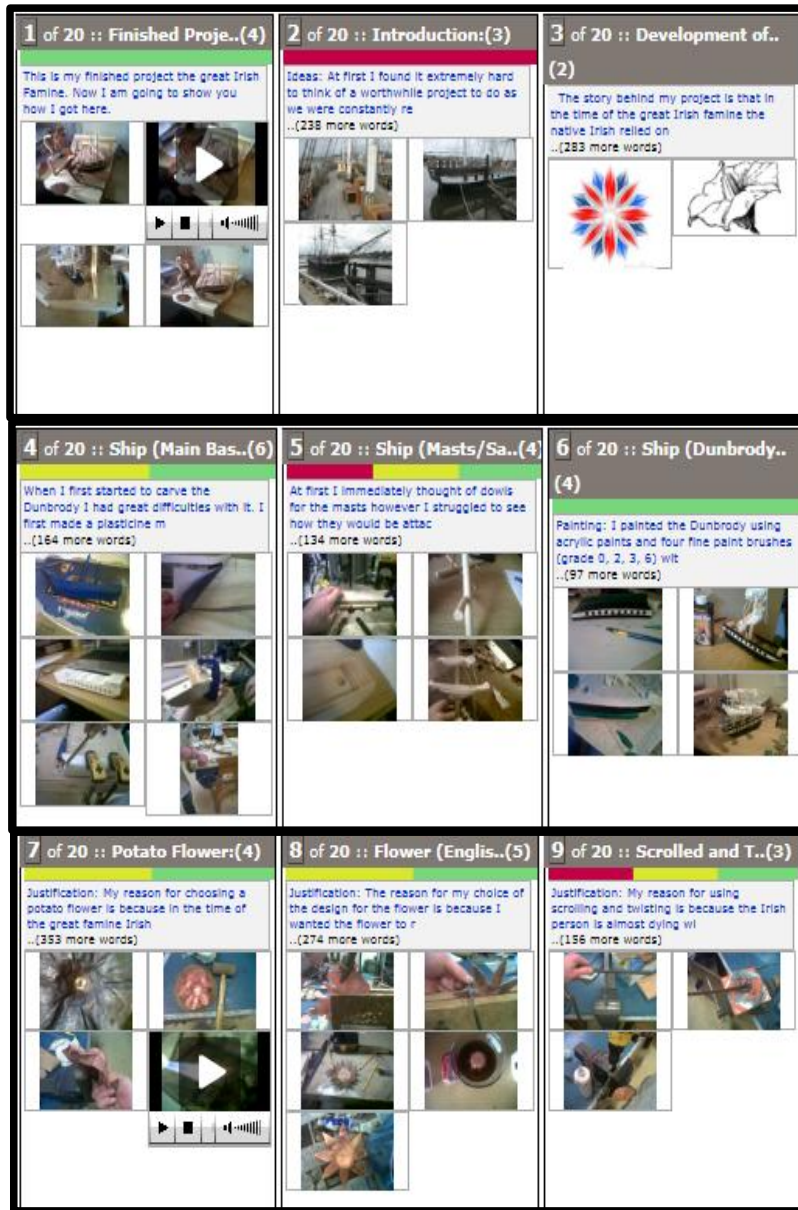 1 of 20 :: Finished Proje..(4)
This is my finished project the great Irish
Famine. Now I am going to show you
how I got here.
2 of 20 :: Introduction:(3)
Ideas: At first I found it extremely hard
to think of a worthwhile project to do as
we were constantly re
..(238 more words)
3 of 20 :: Development of..
(2)
The story behind my project is that in
the time of the great Irish famine the
native Irish relied on
..(283 more words)
4 of 20 :: Ship (Main Bas..(6)
When I first started to carve the
Dunbrody I had great difficulties with it. I
first made a plasticine m
..(164 more words)
5 of 20 :: Ship (Masts/Sa..(4)
At first I immediately thought of dowls
for the masts however I struggled to see
how they would be attac
..(134 more words)
6 of 20 :: Ship (Dunbrody..
(4)
Painting: I painted the Dunbrody using
acrylic paints and four fine paint brushes
(grade 0, 2, 3, 6) wit
..(97 more words)
7 of 20 :: Potato Flower:(4)
Justification: My reason for choosing a
potato flower is because in the time of
the great famine Irish
..(353 more words)
8 of 20 :: Flower (Englis..(5)
Justification: The reason for my choice of
the design for the flower is because I
wanted the flower to r
..(274 more words)
9 of 20 :: Scrolled and T..(3)
Justification: My reason for using
scrolling and twisting is because the Irish
person is almost dying wi
..(156 more words)